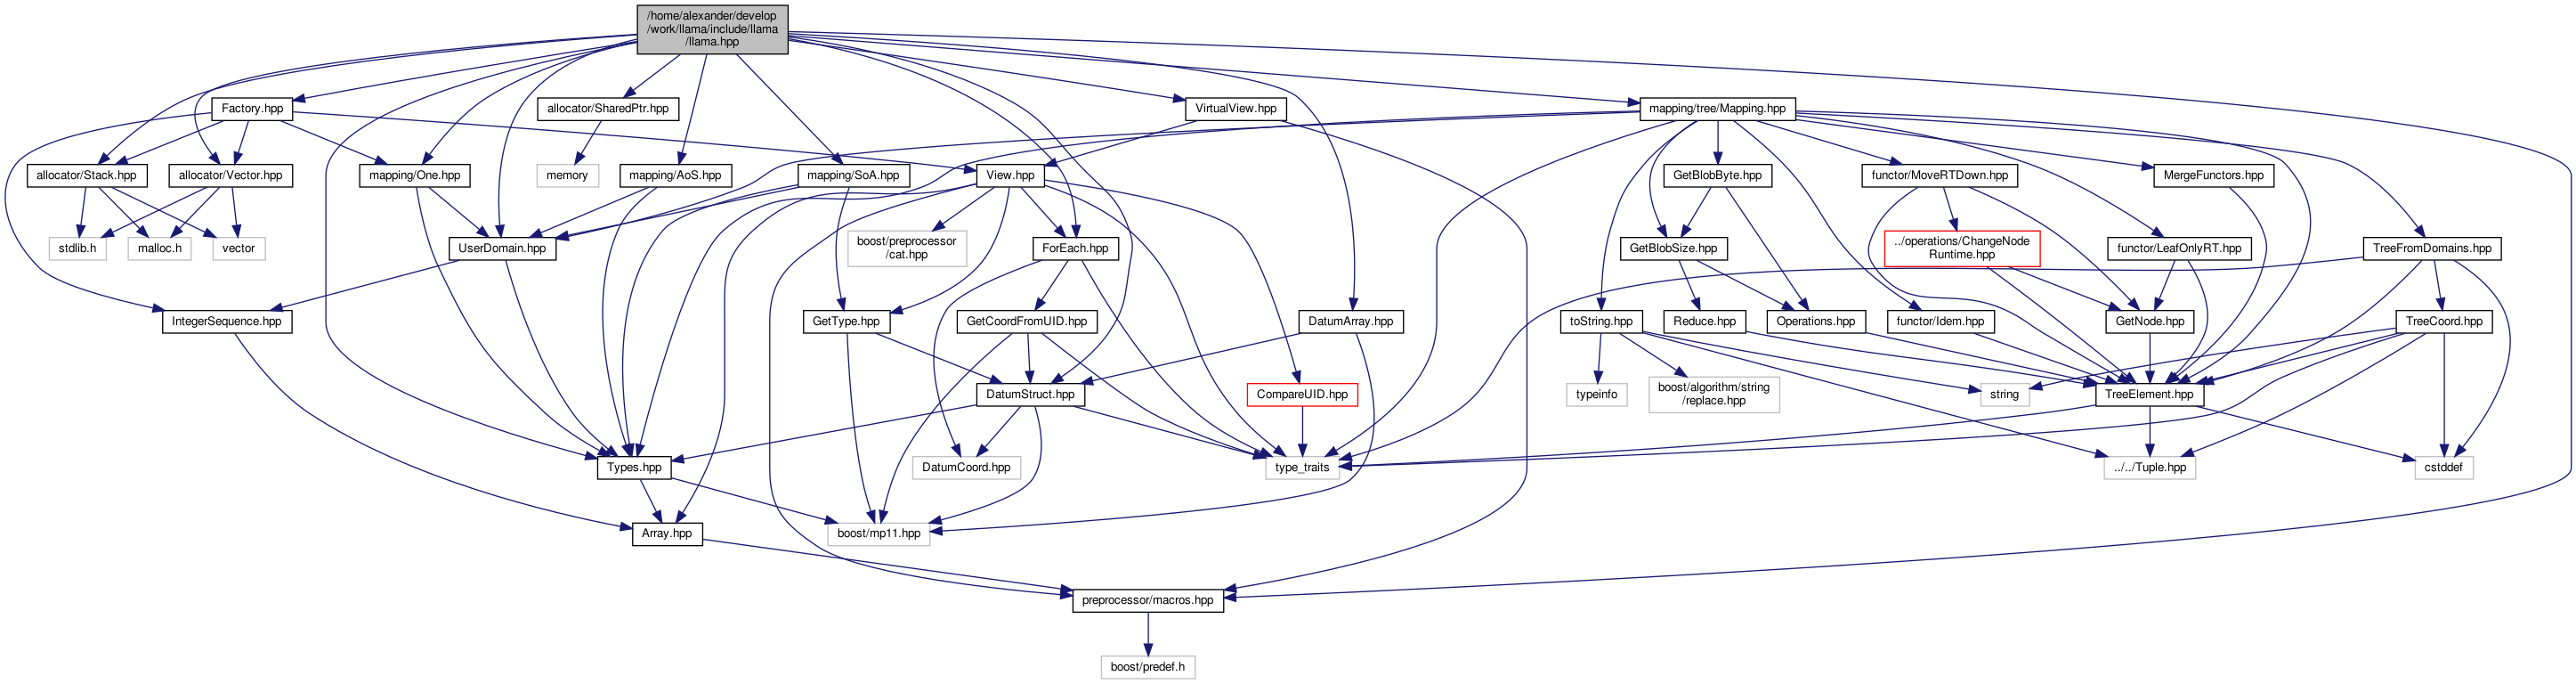 /home/alexander/develop
/work/llama/include/llama
/llama.hpp
Factory.hpp
allocator/SharedPtr.hpp
VirtualView.hpp
mapping/tree/Mapping.hpp
allocator/Stack.hpp
allocator/Vector.hpp
mapping/One.hpp
memory
mapping/AoS.hpp
mapping/SoA.hpp
View.hpp
GetBlobByte.hpp
functor/MoveRTDown.hpp
MergeFunctors.hpp
stdlib.h
malloc.h
vector
UserDomain.hpp
boost/preprocessor
/cat.hpp
ForEach.hpp
GetBlobSize.hpp
../operations/ChangeNode
Runtime.hpp
functor/LeafOnlyRT.hpp
TreeFromDomains.hpp
IntegerSequence.hpp
GetType.hpp
GetCoordFromUID.hpp
DatumArray.hpp
toString.hpp
Reduce.hpp
Operations.hpp
functor/Idem.hpp
GetNode.hpp
TreeCoord.hpp
DatumStruct.hpp
CompareUID.hpp
typeinfo
boost/algorithm/string
/replace.hpp
string
TreeElement.hpp
Types.hpp
DatumCoord.hpp
type_traits
../../Tuple.hpp
cstddef
Array.hpp
boost/mp11.hpp
preprocessor/macros.hpp
boost/predef.h